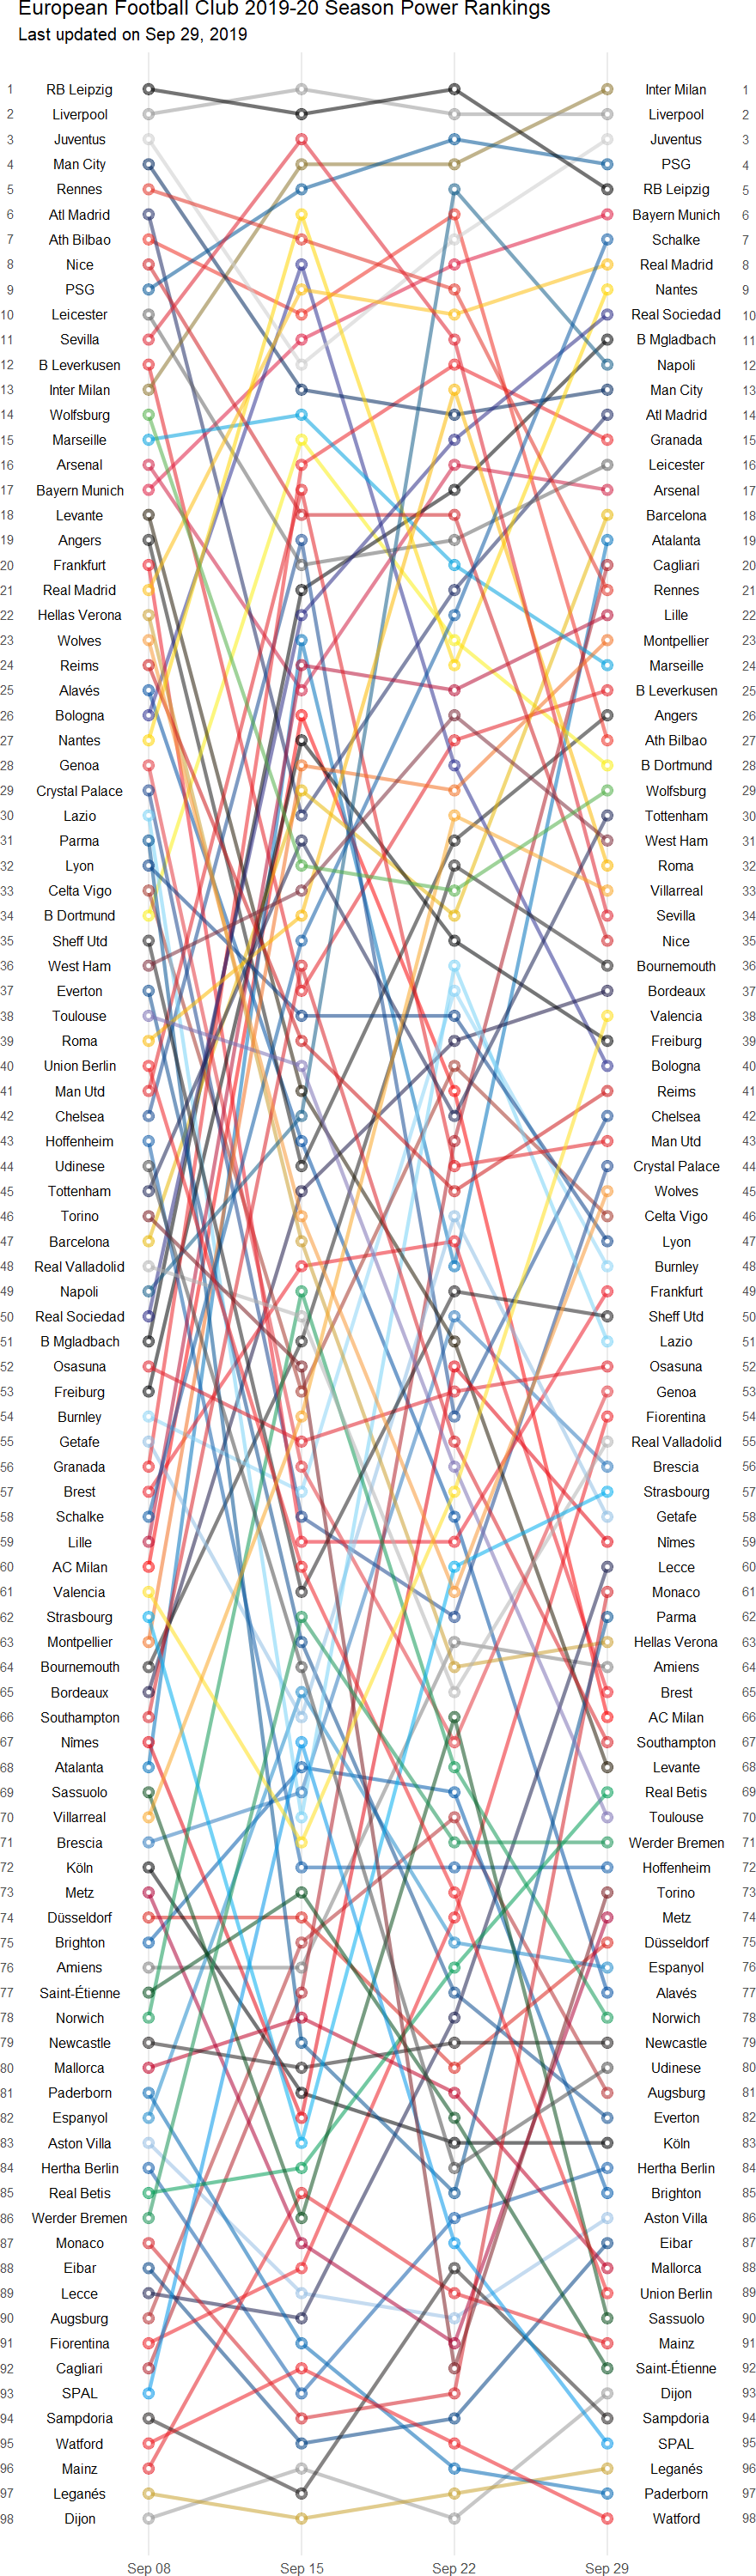 European Football Club 2019-20 Season Power Rankings
Last updated on Sep 29, 2019
1 RB Leipzig Inter Milan 1
2 Liverpool Liverpool 2
3 Juventus Juventus 3
4 Man City PSG 4
5 Rennes RB Leipzig 5
6 Atl Madrid Bayern Munich 6
7 Ath Bilbao Schalke 7
8 Nice Real Madrid 8
9 PSG Nantes 9
10 Leicester Real Sociedad 10
11 Sevilla B Mgladbach 11
12 B Leverkusen Napoli 12
13 Inter Milan Man City 13
14 Wolfsburg Atl Madrid 14
15 Marseille Granada 15
16 Arsenal Leicester 16
17 Bayern Munich Arsenal 17
18 Levante Barcelona 18
19 Angers Atalanta 19
20 Frankfurt Cagliari 20
21 Real Madrid Rennes 21
22 Hellas Verona Lille 22
23 Wolves Montpellier 23
24 Reims Marseille 24
25 Alavés B Leverkusen 25
26 Bologna Angers 26
27 Nantes Ath Bilbao 27
28 Genoa B Dortmund 28
29 Crystal Palace Wolfsburg 29
30 Lazio Tottenham 30
31 Parma West Ham 31
32 Lyon Roma 32
33 Celta Vigo Villarreal 33
34 B Dortmund Sevilla 34
35 Sheff Utd Nice 35
36 West Ham Bournemouth 36
37 Everton Bordeaux 37
38 Toulouse Valencia 38
39 Roma Freiburg 39
40 Union Berlin Bologna 40
41 Man Utd Reims 41
42 Chelsea Chelsea 42
43 Hoffenheim Man Utd 43
44 Udinese Crystal Palace 44
45 Tottenham Wolves 45
46 Torino Celta Vigo 46
47 Barcelona Lyon 47
48 Real Valladolid Burnley 48
49 Napoli Frankfurt 49
50 Real Sociedad Sheff Utd 50
51 B Mgladbach Lazio 51
52 Osasuna Osasuna 52
53 Freiburg Genoa 53
54 Burnley Fiorentina 54
55 Getafe Real Valladolid 55
56 Granada Brescia 56
57 Brest Strasbourg 57
58 Schalke Getafe 58
59 Lille Nîmes 59
60 AC Milan Lecce 60
61 Valencia Monaco 61
62 Strasbourg Parma 62
63 Montpellier Hellas Verona 63
64 Bournemouth Amiens 64
65 Bordeaux Brest 65
66 Southampton AC Milan 66
67 Nîmes Southampton 67
68 Atalanta Levante 68
69 Sassuolo Real Betis 69
70 Villarreal Toulouse 70
71 Brescia Werder Bremen 71
72 Köln Hoffenheim 72
73 Metz Torino 73
74 Düsseldorf Metz 74
75 Brighton Düsseldorf 75
76 Amiens Espanyol 76
77 Saint-Étienne Alavés 77
78 Norwich Norwich 78
79 Newcastle Newcastle 79
80 Mallorca Udinese 80
81 Paderborn Augsburg 81
82 Espanyol Everton 82
83 Aston Villa Köln 83
84 Hertha Berlin Hertha Berlin 84
85 Real Betis Brighton 85
86 Werder Bremen Aston Villa 86
87 Monaco Eibar 87
88 Eibar Mallorca 88
89 Lecce Union Berlin 89
90 Augsburg Sassuolo 90
91 Fiorentina Mainz 91
92 Cagliari Saint-Étienne 92
93 SPAL Dijon 93
94 Sampdoria Sampdoria 94
95 Watford SPAL 95
96 Mainz Leganés 96
97 Leganés Paderborn 97
98 Dijon Watford 98
Sep 08 Sep 15 Sep 22 Sep 29